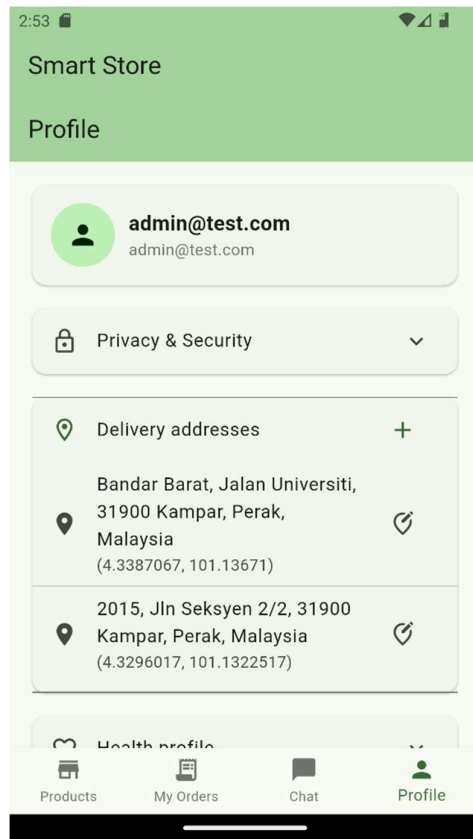 2:53
Smart Store
Profile
admin@test.com
admin@test.com
Privacy & Security
Delivery addresses
Bandar Barat, Jalan Universiti,
31900 Kampar, Perak,
Malaysia
(4.3387067, 101.13671)
2015, Jln Seksyen 2/2, 31900
Kampar, Perak, Malaysia
(4.3296017, 101.1322517)
Health profile
Products
My Orders
Chat
Profile